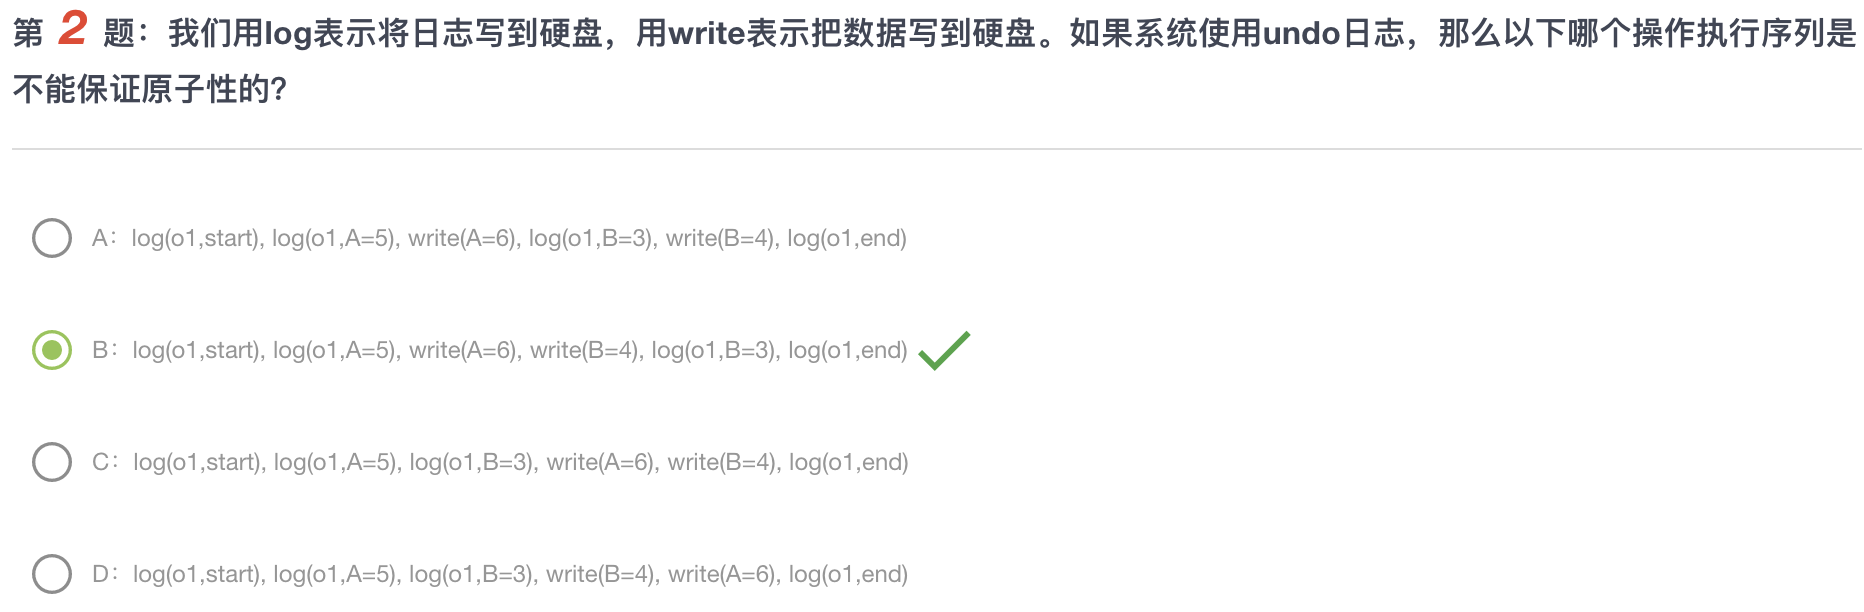 第 2 题：我们用log表示将日志写到硬盘，用write表示把数据写到硬盘。如果系统使用undo日志，那么以下哪个操作执行序列是
不能保证原子性的?
A：log(o1,start), log(o1,A=5), write(A=6), log(o1,B=3), write(B=4), log(o1,end)
B：log(o1,start), log(o1,A=5), write(A=6), write(B=4), log(o1,B=3), log(o1,end)
C：log(o1,start), log(o1,A=5), log(o1,B=3), write(A=6), write(B=4), log(o1,end)
D：log(o1,start), log(o1,A=5), log(o1,B=3), write(B=4), write(A=6), log(o1,end)